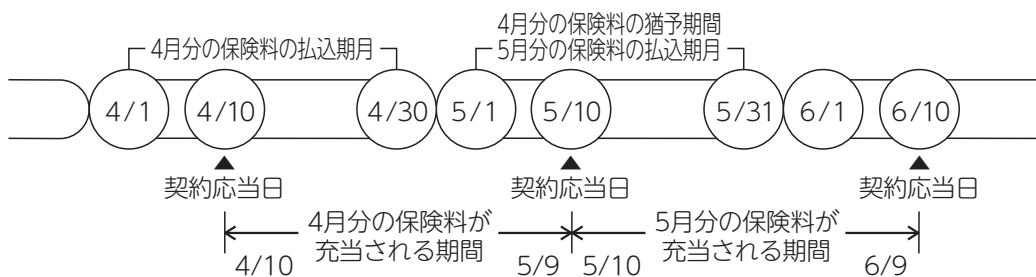 4月分の保険料の猶予期間
4月分の保険料の払込期月
5月分の保険料の払込期月
4/1
4/10
4/30
5/1
5/10
5/31
6/1
6/10
契約応当日
契約応当日
契約応当日
4月分の保険料が
充当される期間
5月分の保険料が
充当される期間
4/10
5/9
5/10
6/9